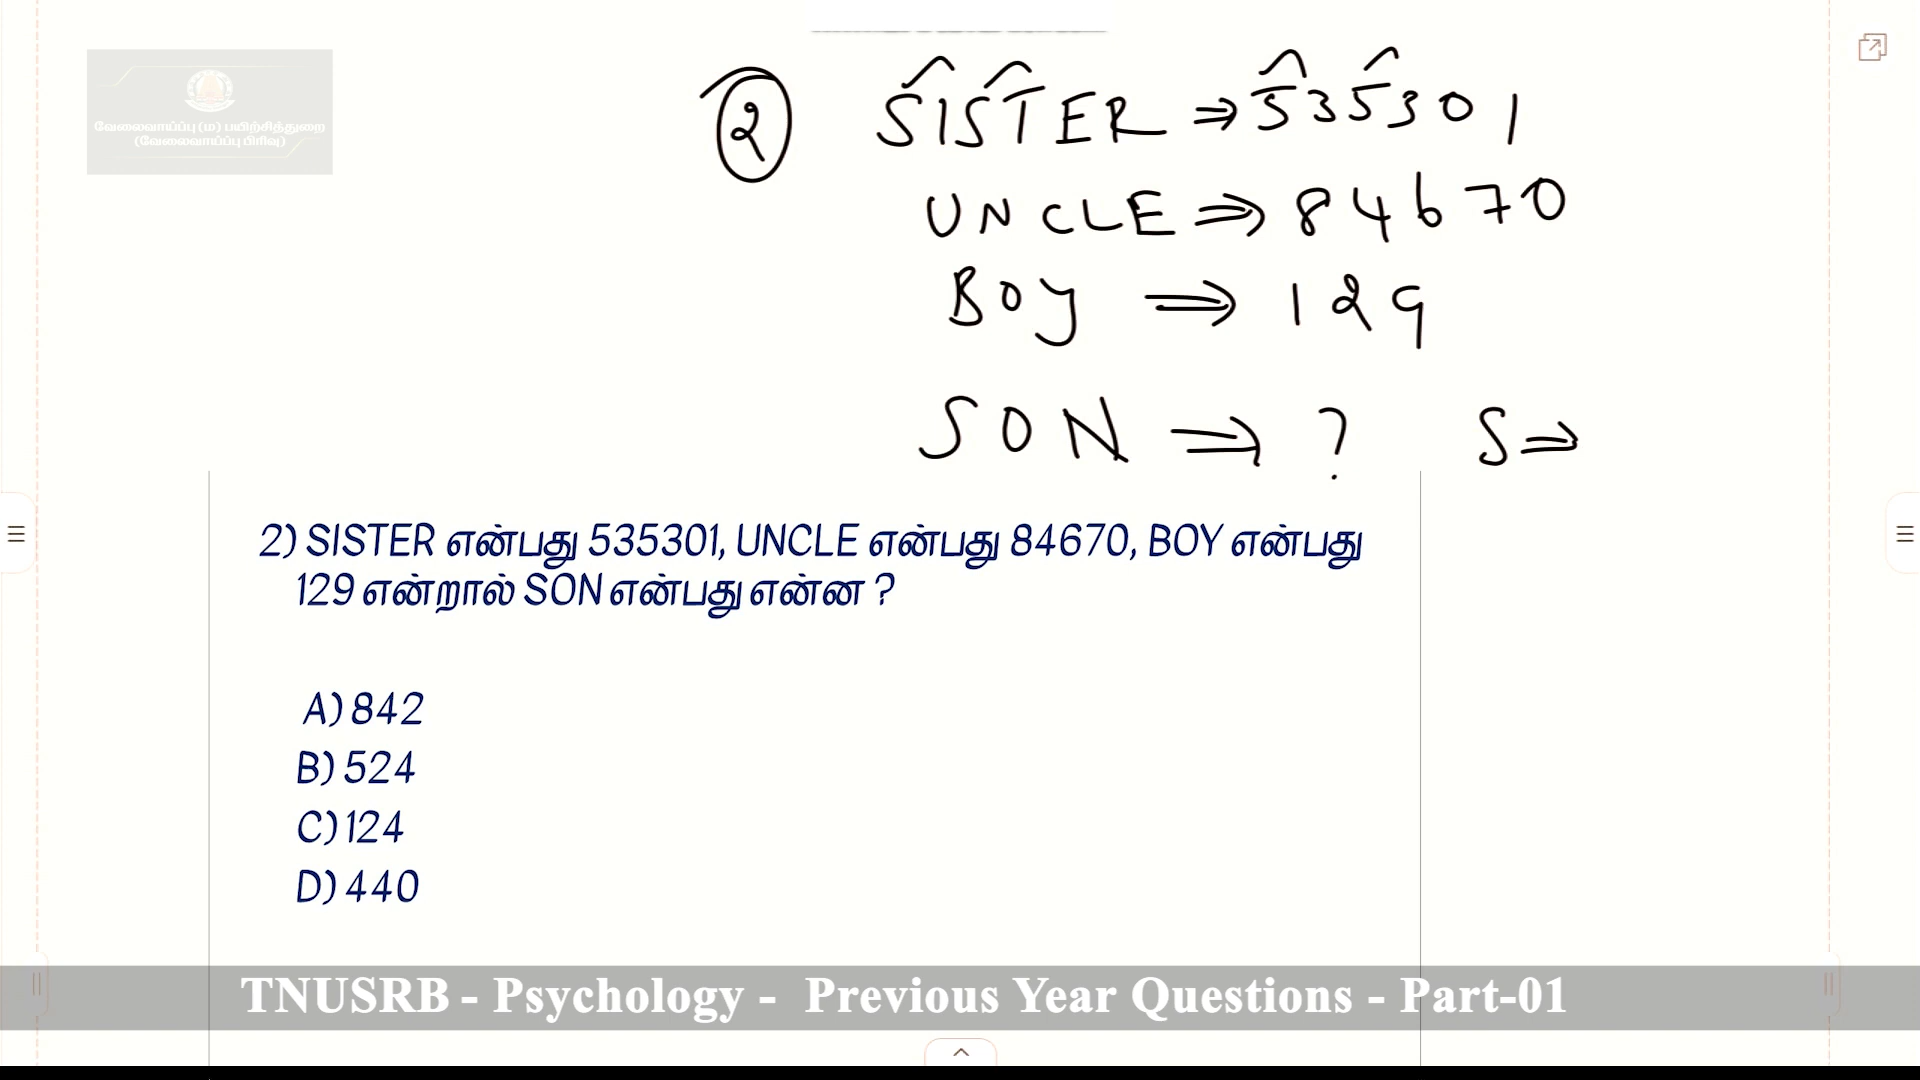 வேலைவாய்ப்பு (ம) பயிற்சித்துறை
(வேலைவாய்ப்பு பிரிவு)
2 SISTER ⇒ 535301
UNCLE ⇒ 84670
BOY ⇒ 129
SON ⇒ ? S ⇒
2) SISTER என்பது 535301, UNCLE என்பது 84670, BOY என்பது
129 என்றால் SON என்பது என்ன ?
A) 842
B) 524
C) 124
D) 440
TNUSRB - Psychology - Previous Year Questions - Part-01